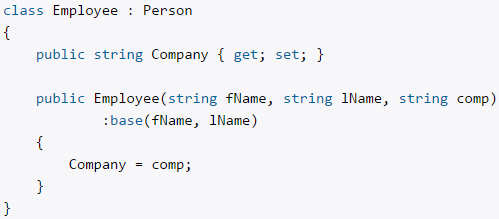 class Employee : Person
{
    public string Company { get; set; }
    public Employee(string fName, string lName, string comp)
            :base(fName, lName)
    {
        Company = comp;
    }
}